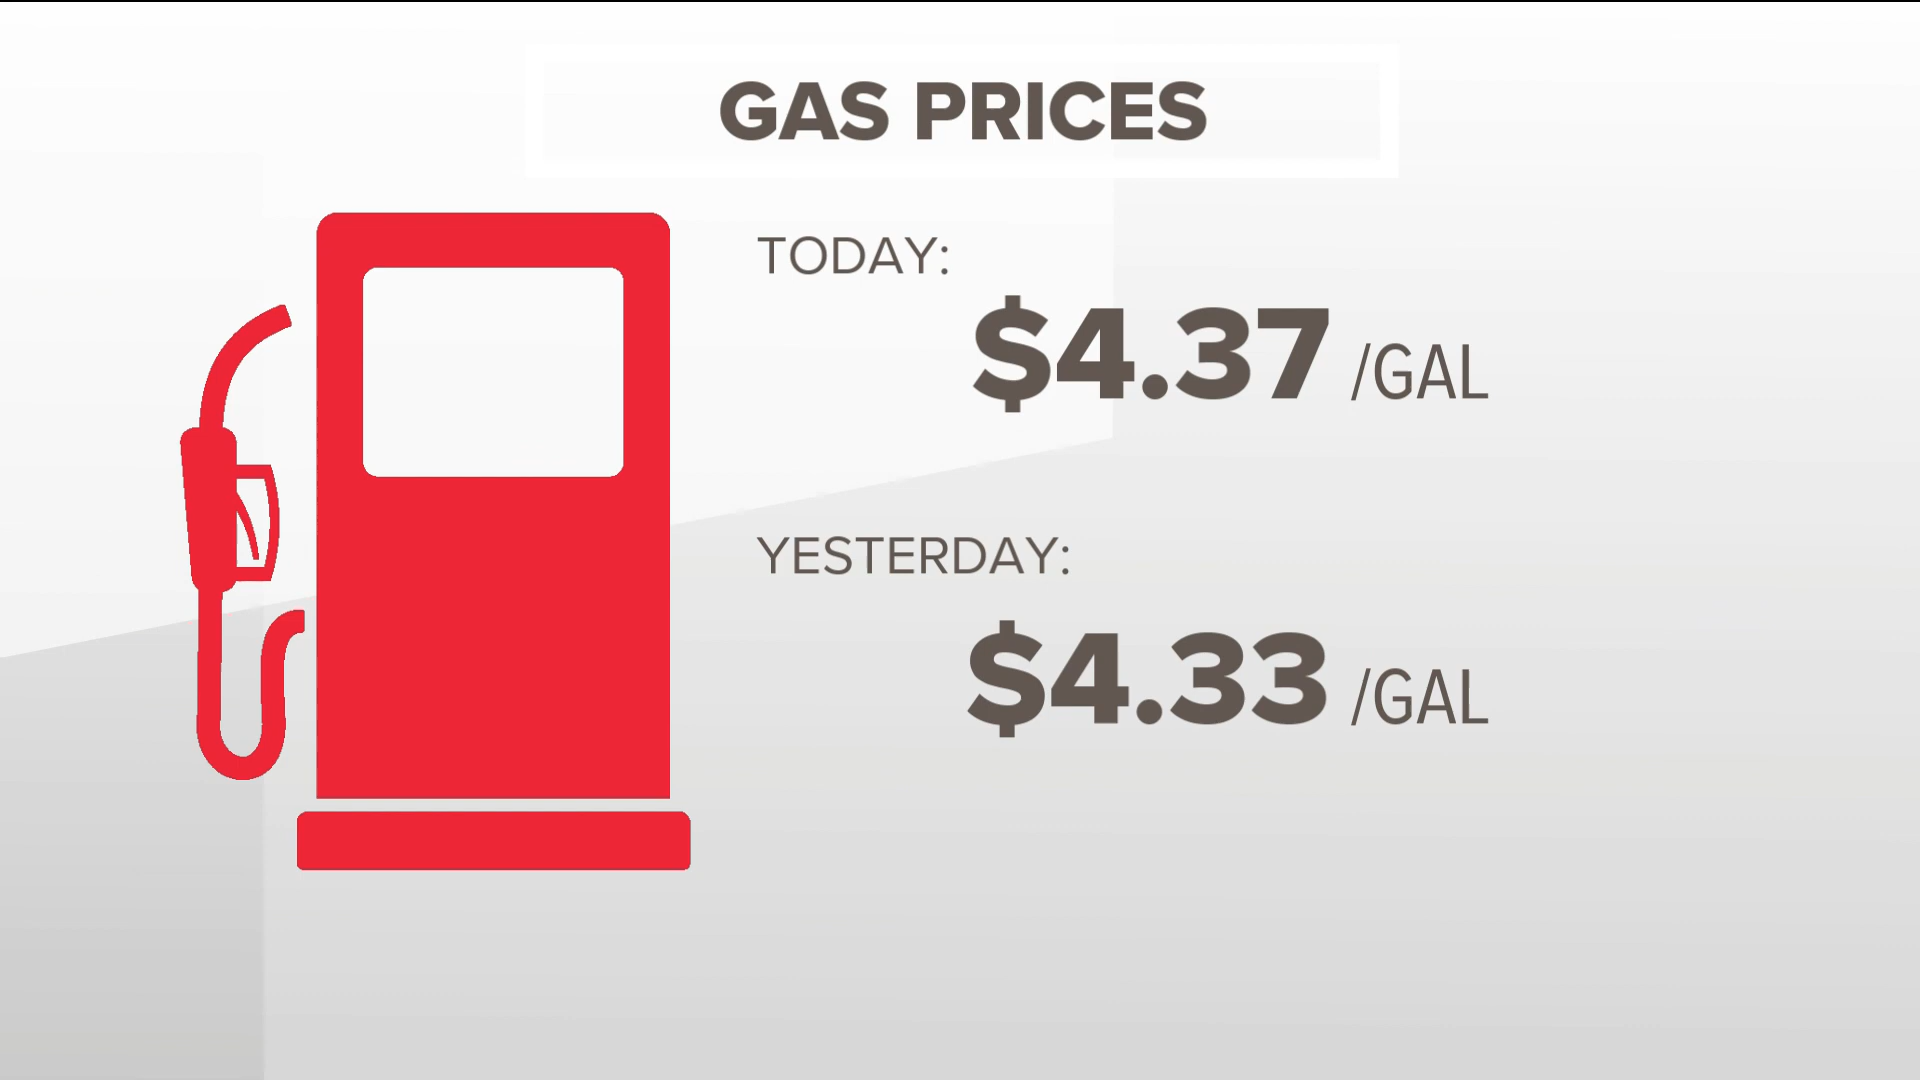 GAS PRICES
TODAY:
$4.37 /GAL
YESTERDAY:
$4.33 /GAL